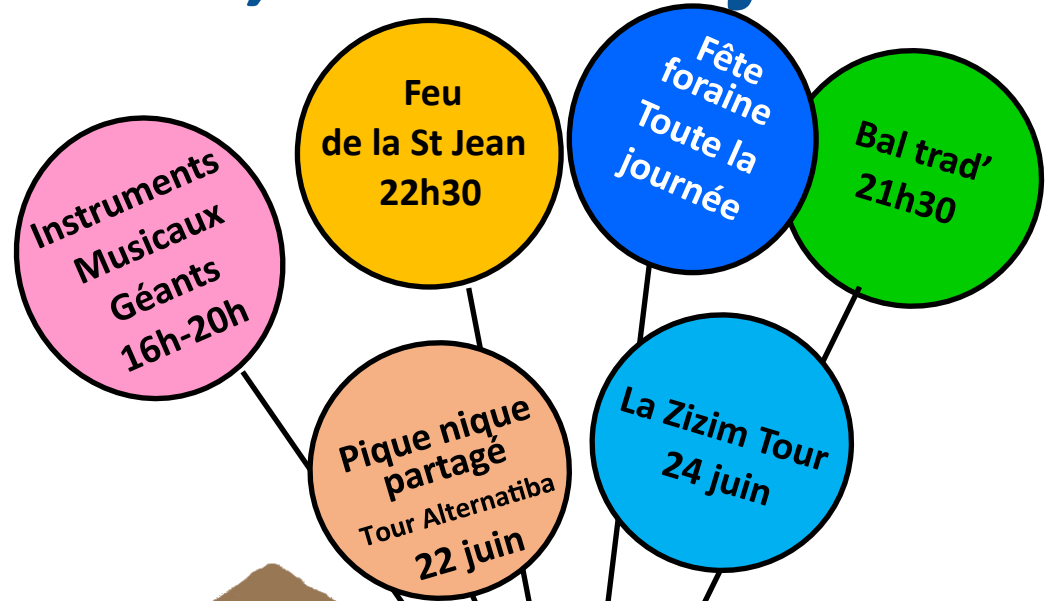 Instruments
Musicaux
Géants
16h-20h
Feu
de la St Jean
22h30
Fête
foraine
Toute la
journée
Bal trad’
21h30
Pique nique
partagé
Tour Alternatiba
22 juin
La Zizim Tour
24 juin